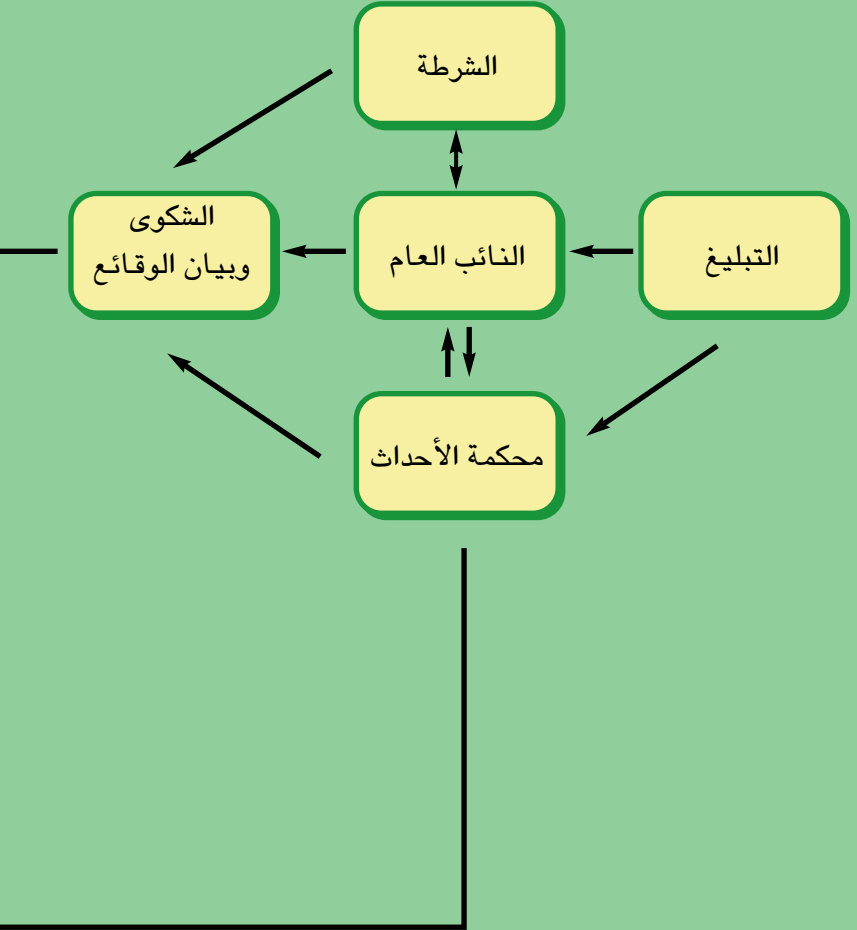 الشرطة
التبليغ
النائب العام
الشكوى
وبيان الوقائع
محكمة الأحداث